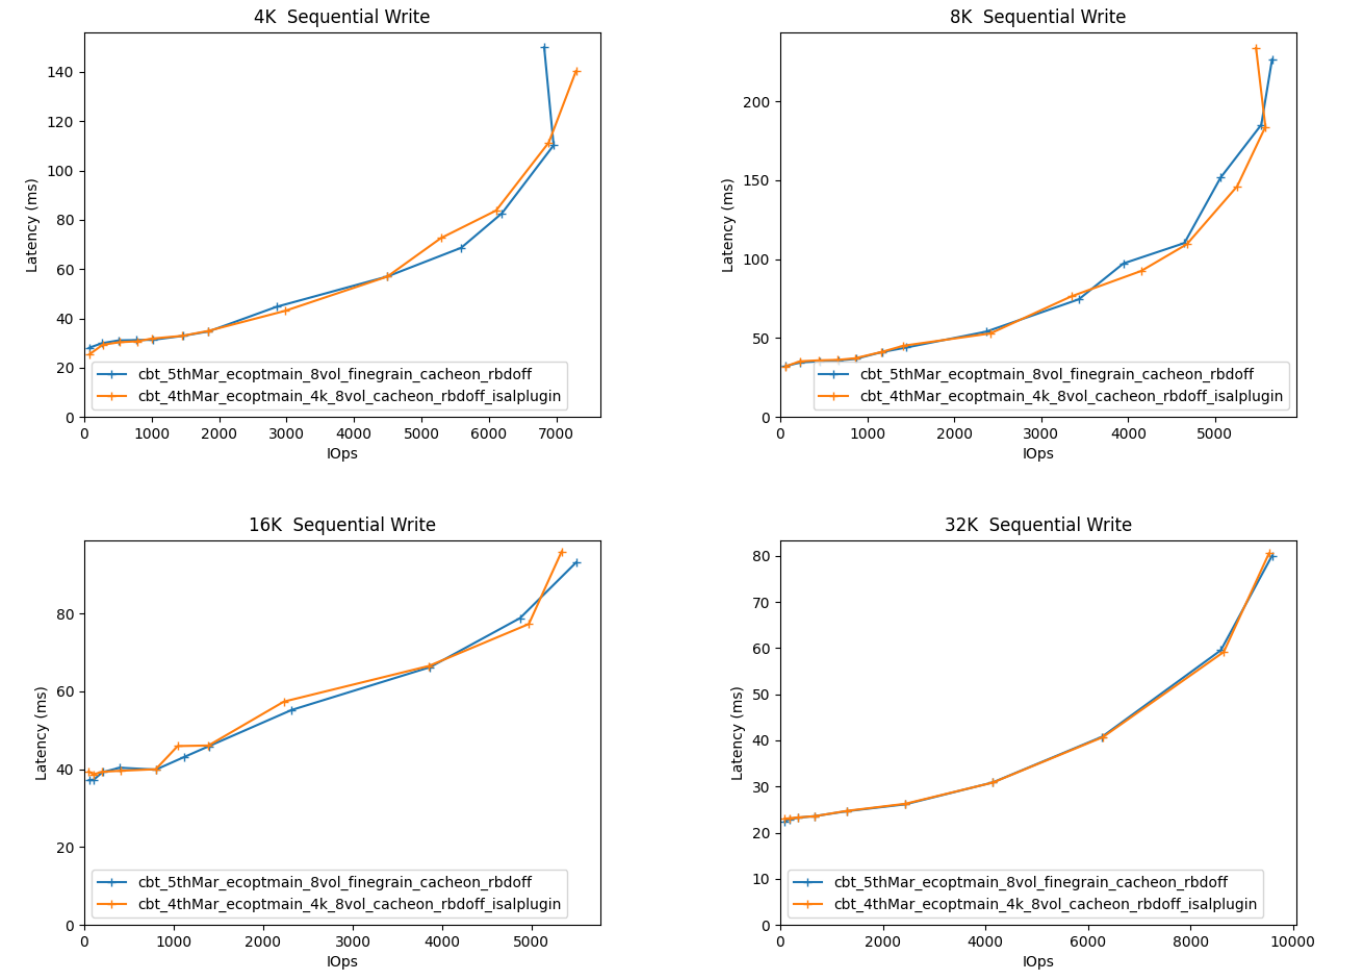 4K  Sequential Write
Latency (ms)
140
120
100
80
60
40
20
0
cbt_5thMar_ecoptmain_8vol_finegrain_cacheon_rbdoff
cbt_4thMar_ecoptmain_4k_8vol_cacheon_rbdoff_isalplugin
0 1000 2000 3000 4000 5000 6000 7000
IOps
8K  Sequential Write
Latency (ms)
200
150
100
50
0
cbt_5thMar_ecoptmain_8vol_finegrain_cacheon_rbdoff
cbt_4thMar_ecoptmain_4k_8vol_cacheon_rbdoff_isalplugin
0 1000 2000 3000 4000 5000
IOps
16K  Sequential Write
Latency (ms)
80
60
40
20
0
cbt_5thMar_ecoptmain_8vol_finegrain_cacheon_rbdoff
cbt_4thMar_ecoptmain_4k_8vol_cacheon_rbdoff_isalplugin
0 1000 2000 3000 4000 5000
IOps
32K  Sequential Write
Latency (ms)
80
70
60
50
40
30
20
10
0
cbt_5thMar_ecoptmain_8vol_finegrain_cacheon_rbdoff
cbt_4thMar_ecoptmain_4k_8vol_cacheon_rbdoff_isalplugin
0 2000 4000 6000 8000 10000
IOps